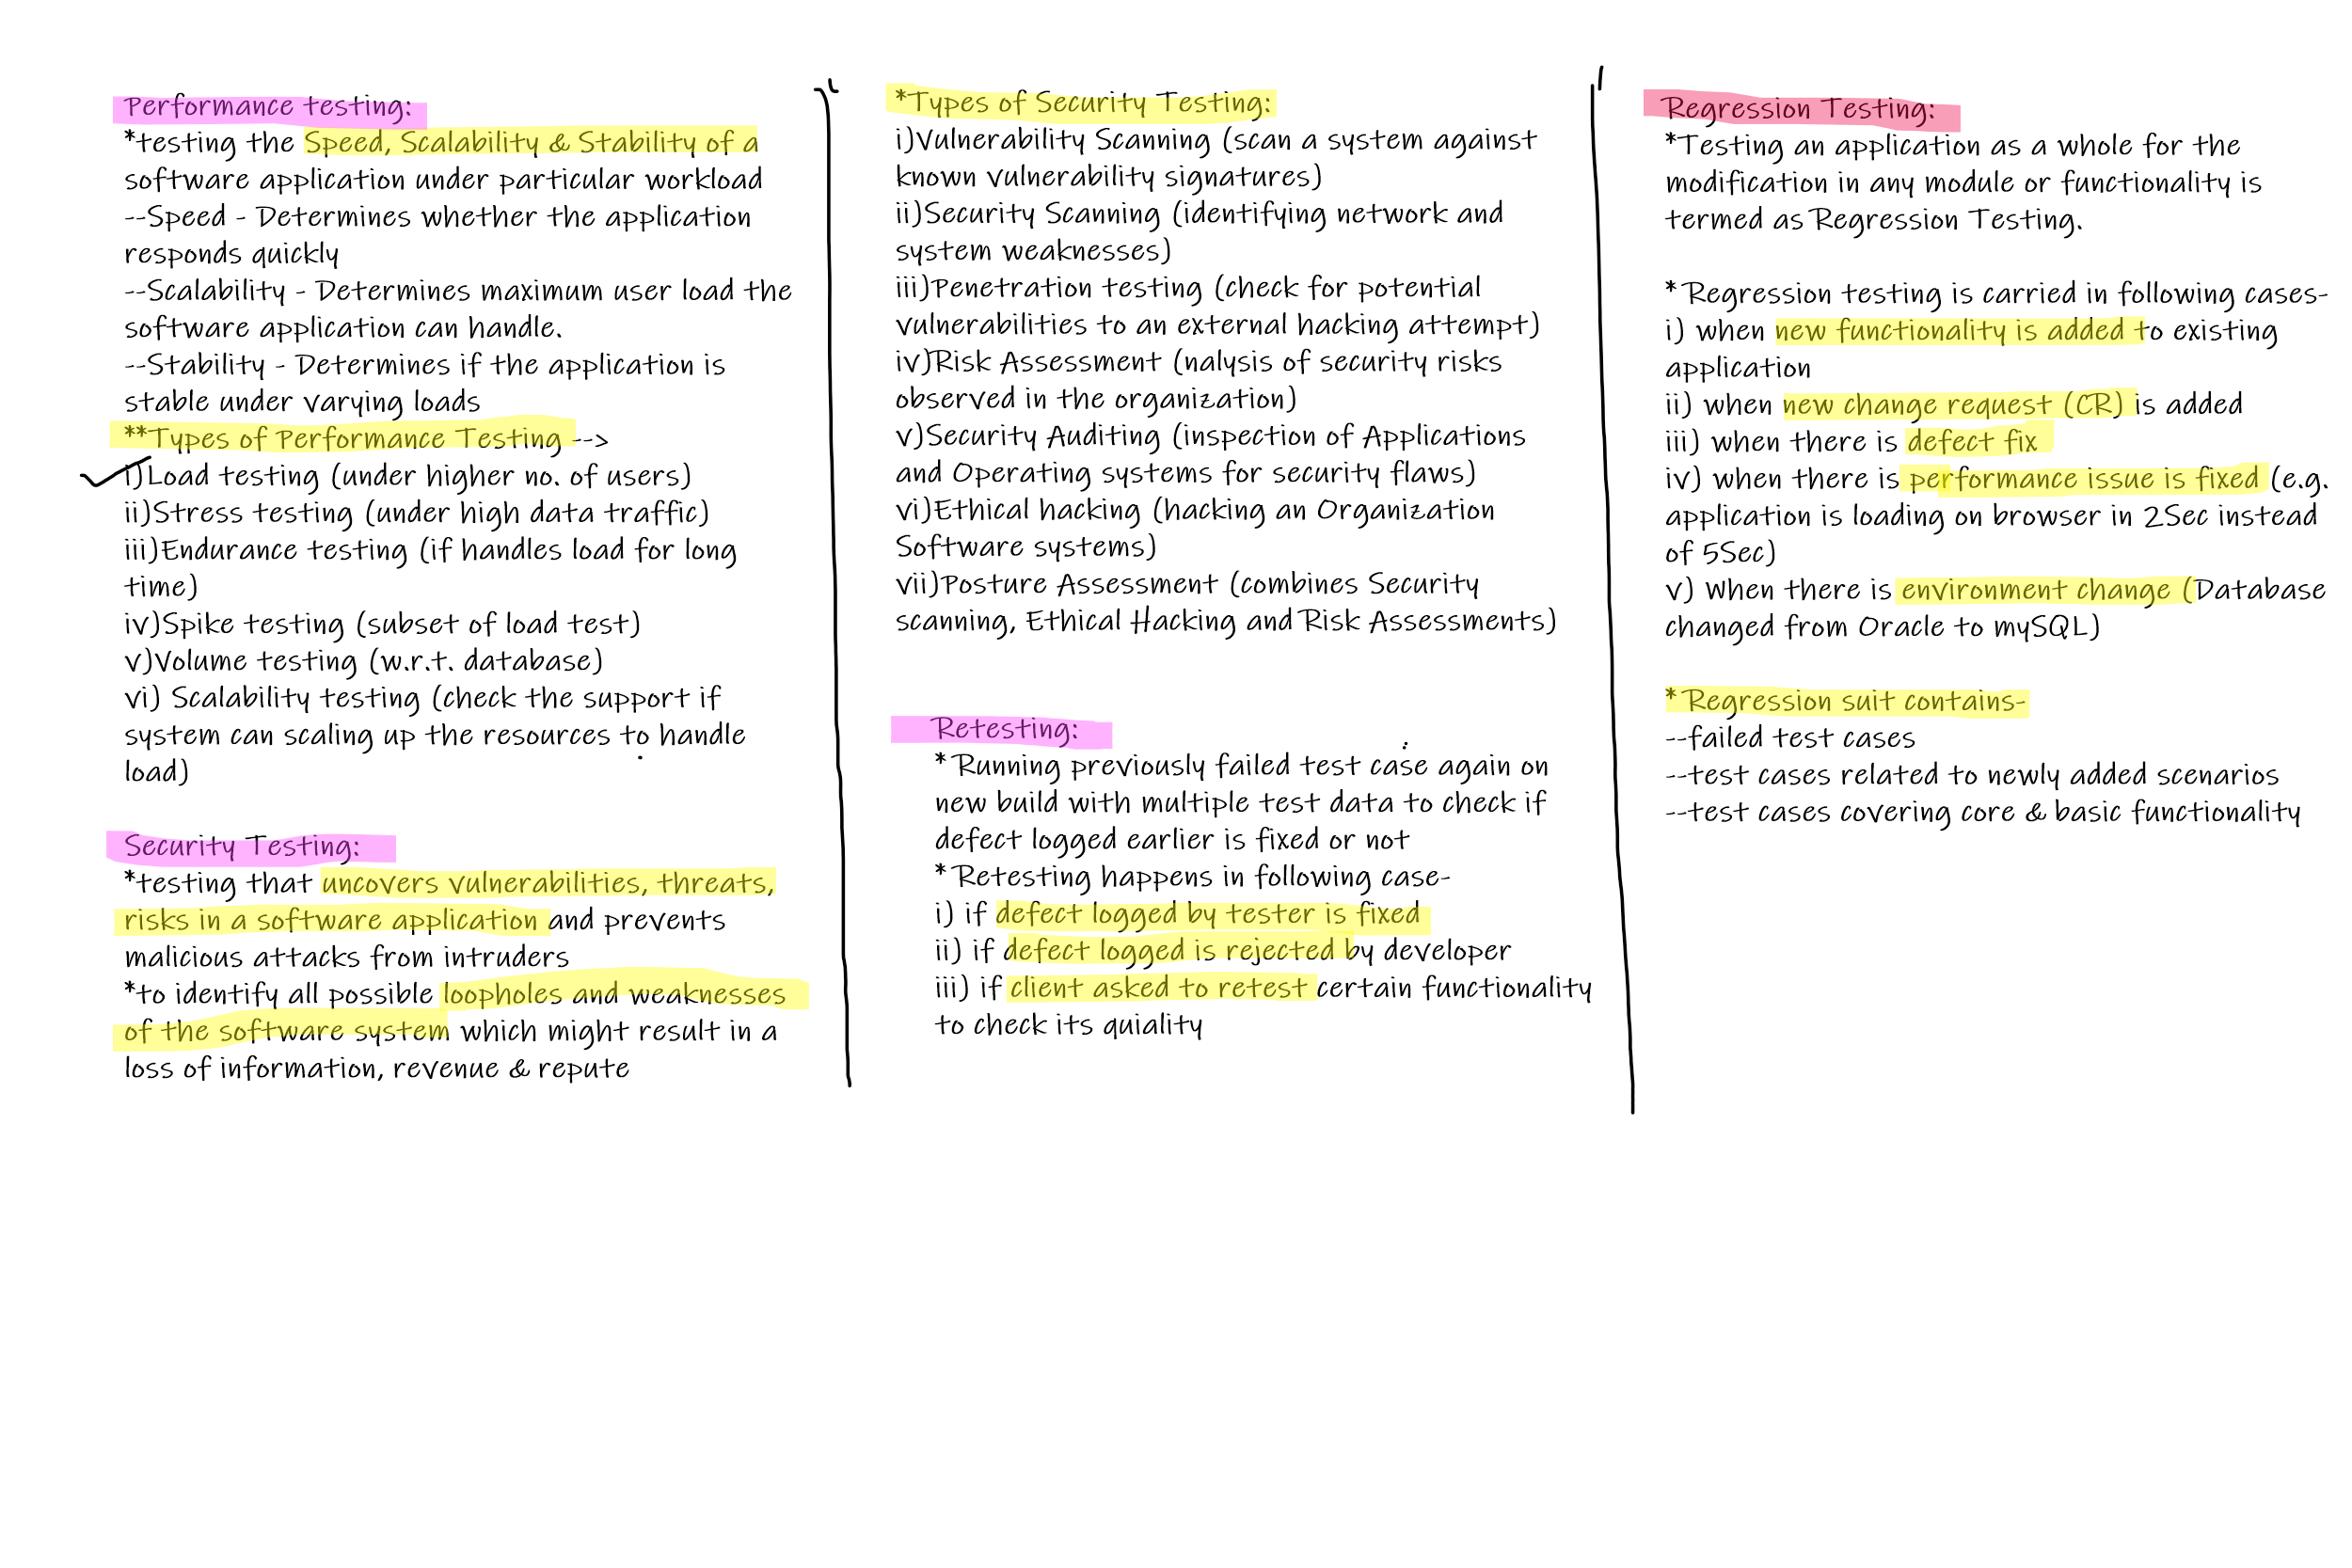 Performance testing:
*testing the Speed, Scalability & Stability of a
software application under particular workload
--Speed - Determines whether the application
responds quickly
--Scalability - Determines maximum user load the
software application can handle.
--Stability - Determines if the application is
stable under varying loads
**Types of Performance Testing -->
i)Load testing (under higher no. of users)
ii)Stress testing (under high data traffic)
iii)Endurance testing (if handles load for long
time)
iv)Spike testing (subset of load test)
v)Volume testing (w.r.t. database)
vi) Scalability testing (check the support if
system can scaling up the resources to handle
load)
Security Testing:
*testing that uncovers vulnerabilities, threats,
risks in a software application and prevents
malicious attacks from intruders
*to identify all possible loopholes and weaknesses
of the software system which might result in a
loss of information, revenue & repute
*Types of Security Testing:
i)Vulnerability Scanning (scan a system against
known vulnerability signatures)
ii)Security Scanning (identifying network and
system weaknesses)
iii)Penetration testing (check for potential
vulnerabilities to an external hacking attempt)
iv)Risk Assessment (nalysis of security risks
observed in the organization)
v)Security Auditing (inspection of Applications
and Operating systems for security flaws)
vi)Ethical hacking (hacking an Organization
Software systems)
vii)Posture Assessment (combines Security
scanning, Ethical Hacking and Risk Assessments)
Retesting:
*Running previously failed test case again on
new build with multiple test data to check if
defect logged earlier is fixed or not
*Retesting happens in following case-
i) if defect logged by tester is fixed
ii) if defect logged is rejected by developer
iii) if client asked to retest certain functionality
to check its quiality
Regression Testing:
*Testing an application as a whole for the
modification in any module or functionality is
termed as Regression Testing.
*Regression testing is carried in following cases-
i) when new functionality is added to existing
application
ii) when new change request (CR) is added
iii) when there is defect fix
iv) when there is performance issue is fixed (e.g.
application is loading on browser in 2Sec instead
of 5Sec)
v) When there is environment change (Database
changed from Oracle to mySQL)
*Regression suit contains-
--failed test cases
--test cases related to newly added scenarios
--test cases covering core & basic functionality